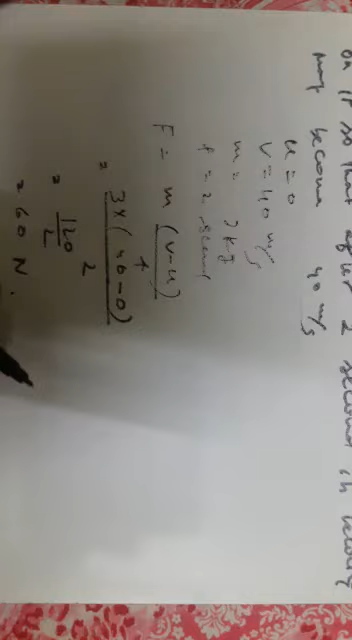 on it so that after 2 second its velocity
may become 40 m/s
u = 0
v = 40 m/s
m = 3 kg
t = 2 second
F = m (v-u)
t
= 3x(40-0)
2
= 120
2
= 60 N.